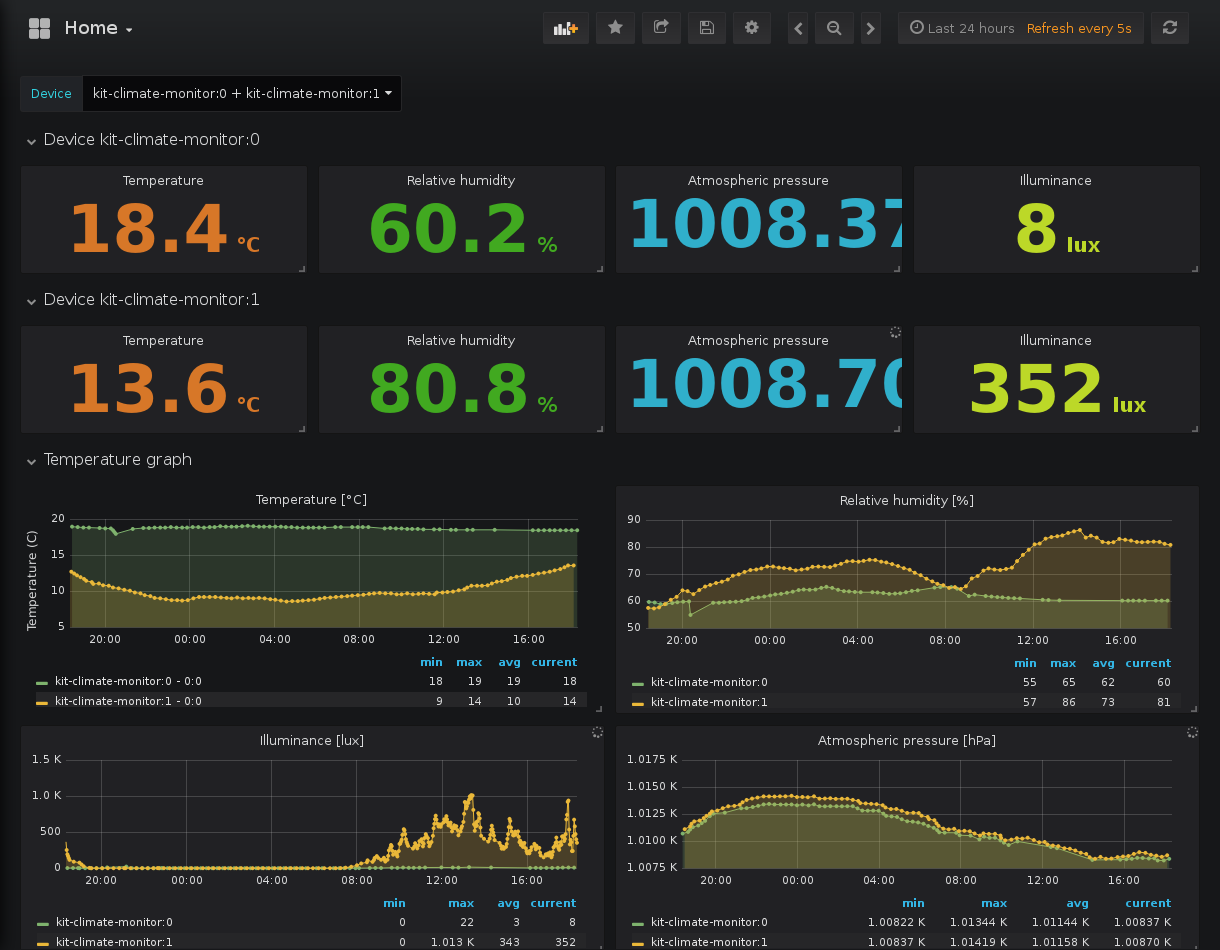 Home
Last 24 hours Refresh every 5s
Device kit-climate-monitor:0 + kit-climate-monitor:1
Device kit-climate-monitor:0
Temperature Relative humidity Atmospheric pressure Illuminance
18.4 °C 60.2 % 1008.37 8 lux
Device kit-climate-monitor:1
Temperature Relative humidity Atmospheric pressure Illuminance
13.6 °C 80.8 % 1008.70 352 lux
Temperature graph
Temperature [°C]
Temperature (C)
20
15
10
5
20:00 00:00 04:00 08:00 12:00 16:00
min max avg current
kit-climate-monitor:0 - 0:0 18 19 19 18
kit-climate-monitor:1 - 0:0 9 14 10 14
Relative humidity [%]
90
80
70
60
50
20:00 00:00 04:00 08:00 12:00 16:00
min max avg current
kit-climate-monitor:0 55 65 62 60
kit-climate-monitor:1 57 86 73 81
Illuminance [lux]
1.5 K
1.0 K
500
0
20:00 00:00 04:00 08:00 12:00 16:00
min max avg current
kit-climate-monitor:0 0 22 3 8
kit-climate-monitor:1 0 1.013 K 343 352
Atmospheric pressure [hPa]
1.0175 K
1.0150 K
1.0125 K
1.0100 K
1.0075 K
20:00 00:00 04:00 08:00 12:00 16:00
min max avg current
kit-climate-monitor:0 1.00822 K 1.01344 K 1.01144 K 1.00837 K
kit-climate-monitor:1 1.00837 K 1.01419 K 1.01158 K 1.00870 K